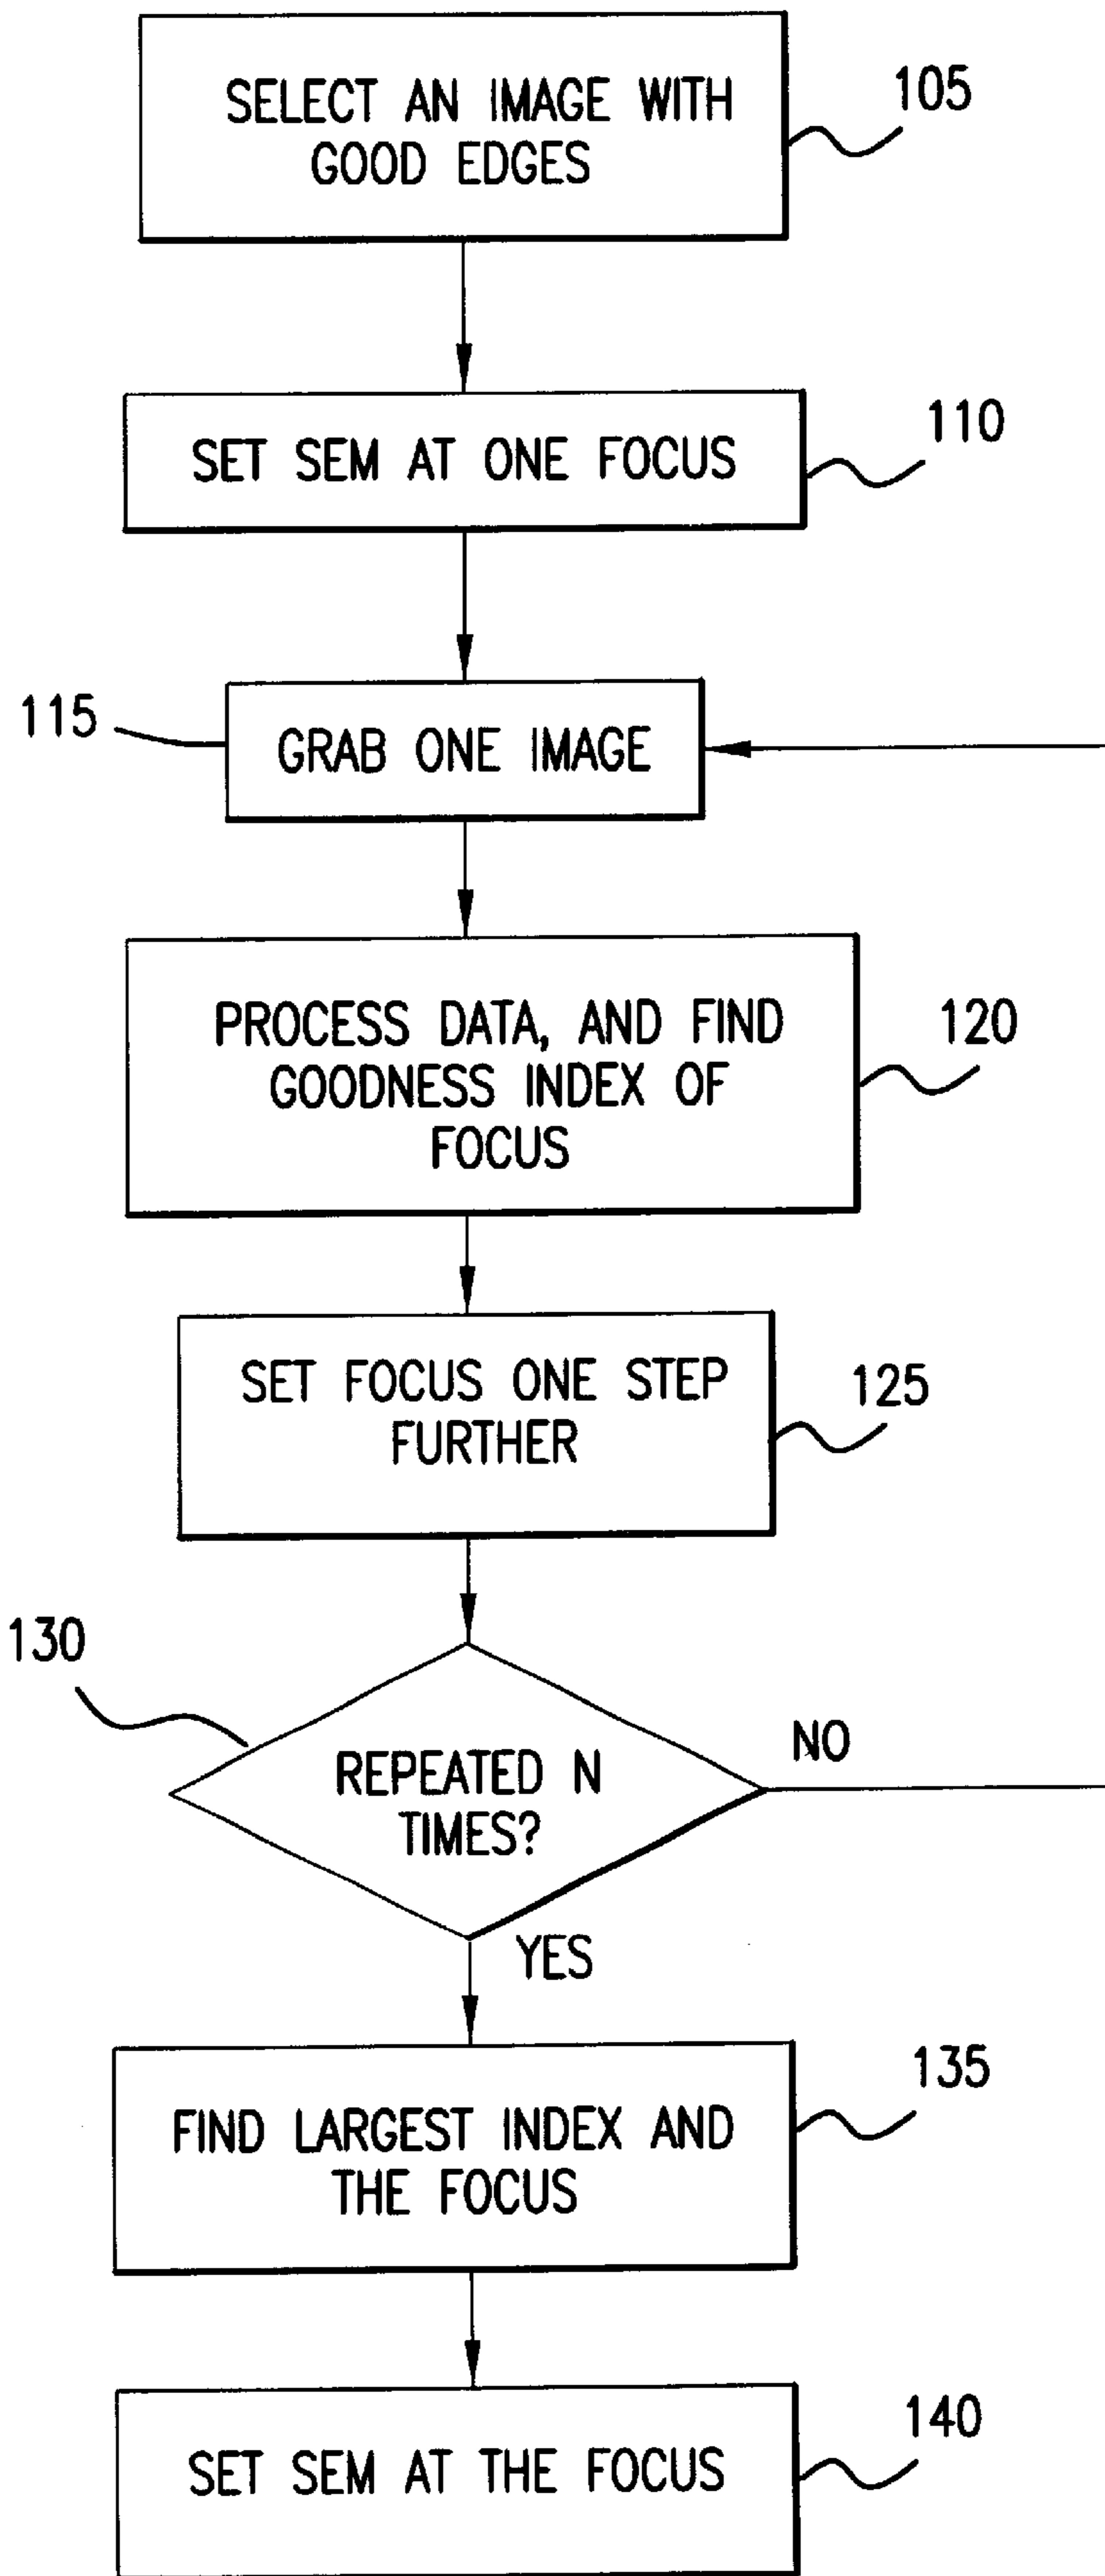 SELECT AN IMAGE WITH
GOOD EDGES
105
SET SEM AT ONE FOCUS
110
115
GRAB ONE IMAGE
PROCESS DATA, AND FIND
GOODNESS INDEX OF
FOCUS
120
SET FOCUS ONE STEP
FURTHER
125
130
REPEATED N
TIMES?
NO
YES
FIND LARGEST INDEX AND
THE FOCUS
135
SET SEM AT THE FOCUS
140